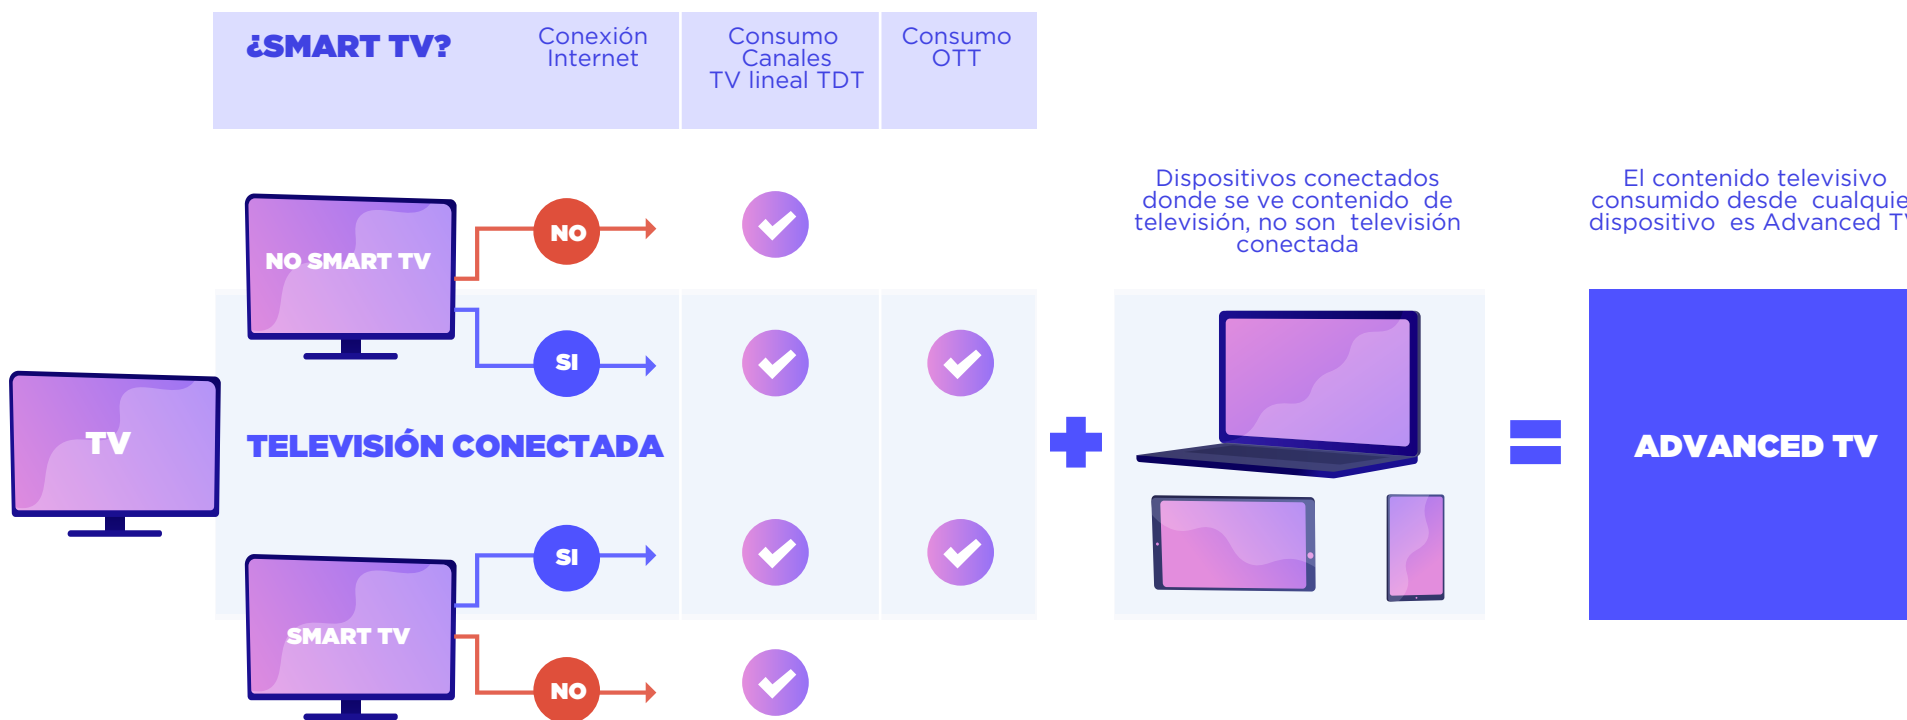 ¿SMART TV?
Conexión
Internet
Consumo
Canales
TV lineal TDT
Consumo
OTT
Dispositivos conectados
donde se ve contenido de
televisión, no son televisión
conectada
El contenido televisivo
consumido desde cualquie
dispositivo es Advanced TV
NO SMART TV
NO
SI
TV
TELEVISIÓN CONECTADA
ADVANCED TV
SI
SMART TV
NO